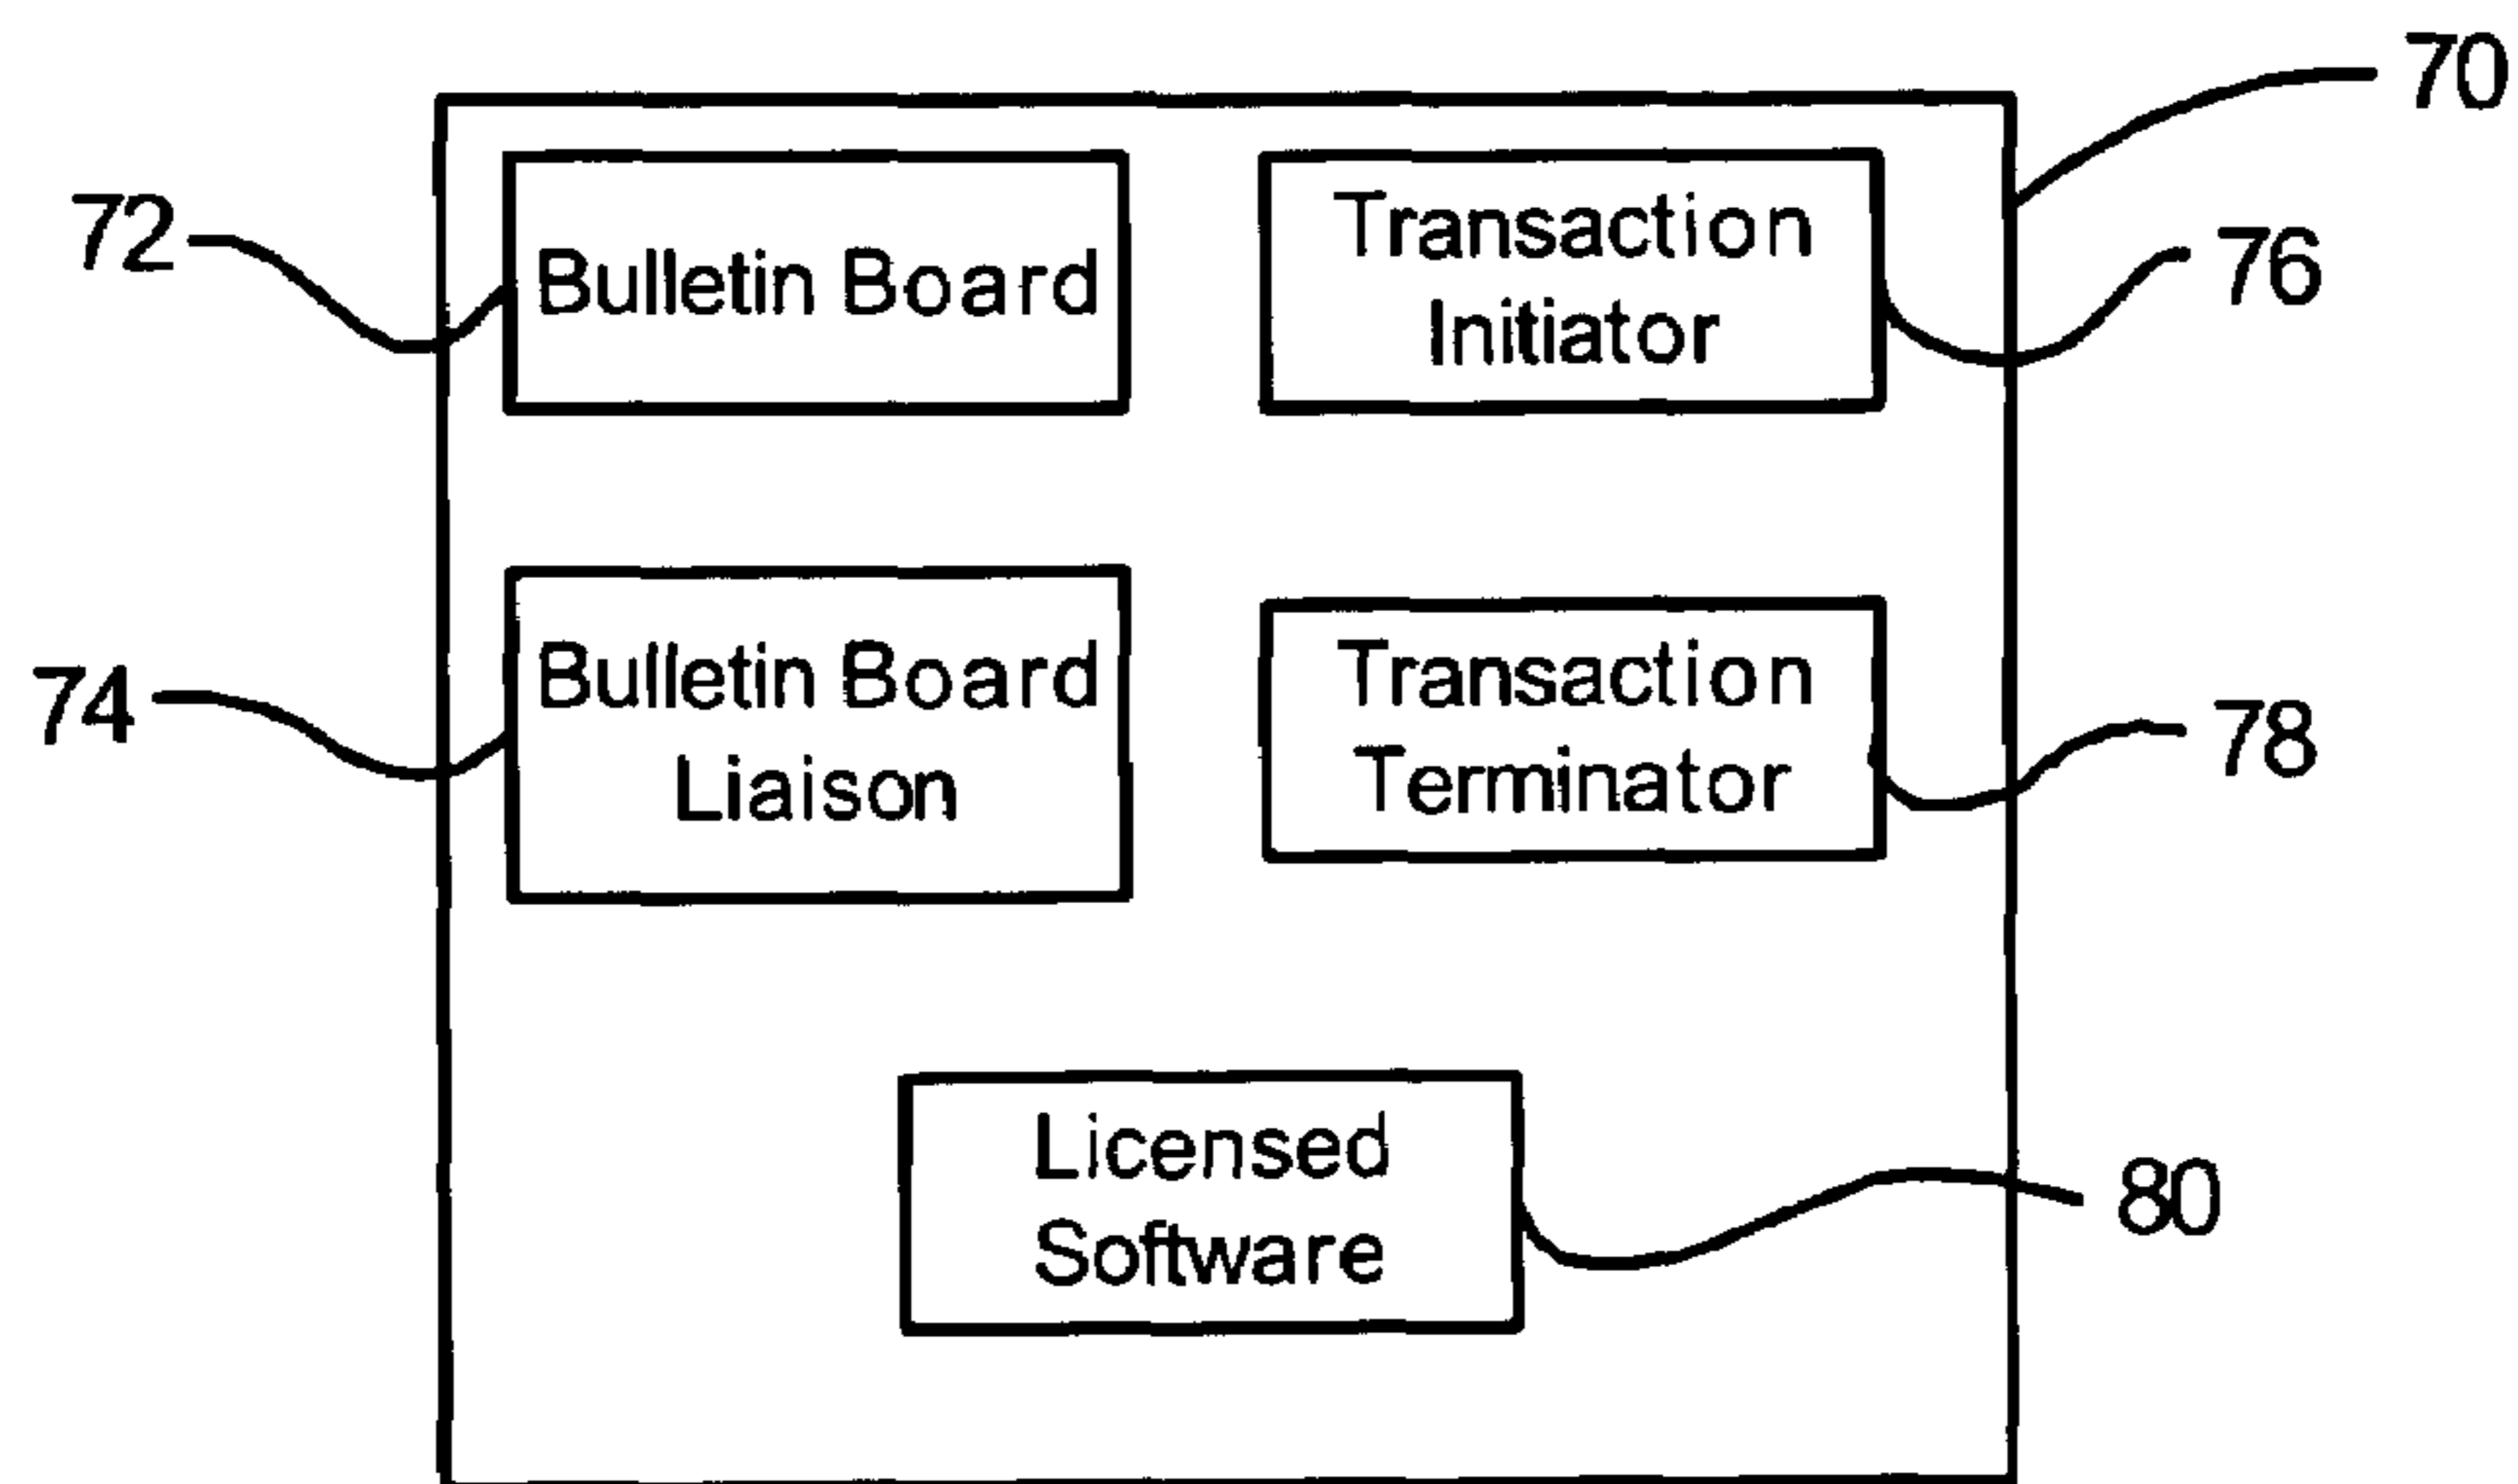 70
72
Bulletin Board
Transaction
Initiator
76
74
Bulletin Board
Liaison
Transaction
Terminator
78
Licensed
Software
80